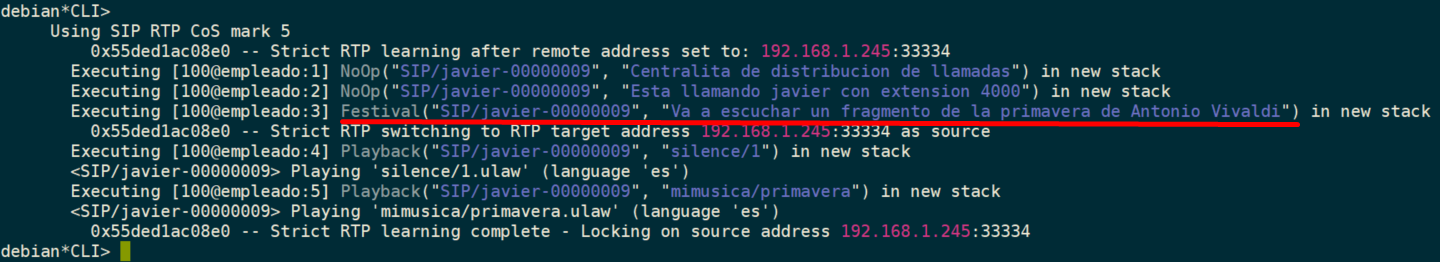 debian*CLI>
Using SIP RTP CoS mark 5
0x55ded1ac08e0 -- Strict RTP learning after remote address set to: 192.168.1.245:33334
Executing [100@empleado:1] NoOp("SIP/javier-00000009", "Centralita de distribucion de llamadas") in new stack
Executing [100@empleado:2] NoOp("SIP/javier-00000009", "Esta llamando javier con extension 4000") in new stack
Executing [100@empleado:3] Festival("SIP/javier-00000009", "Va a escuchar un fragmento de la primavera de Antonio Vivaldi") in new stack
0x55ded1ac08e0 -- Strict RTP switching to RTP target address 192.168.1.245:33334 as source
Executing [100@empleado:4] Playback("SIP/javier-00000009", "silence/1") in new stack
<SIP/javier-00000009> Playing 'silence/1.ulaw' (language 'es')
Executing [100@empleado:5] Playback("SIP/javier-00000009", "mimusica/primavera") in new stack
<SIP/javier-00000009> Playing 'mimusica/primavera.ulaw' (language 'es')
0x55ded1ac08e0 -- Strict RTP learning complete - Locking on source address 192.168.1.245:33334
debian*CLI>